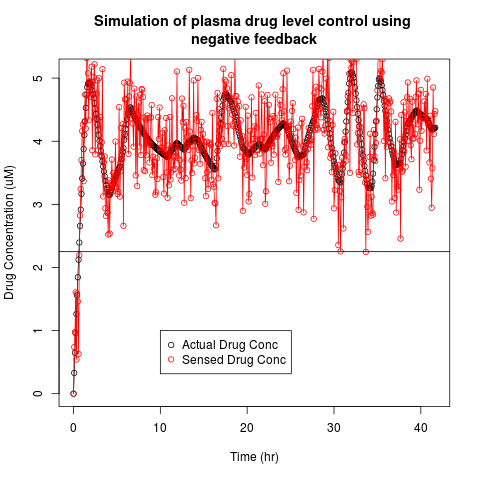 Simulation of plasma drug level control using
negative feedback
Drug Concentration (uM)
5
4
3
2
1
0
Actual Drug Conc
Sensed Drug Conc
0 10 20 30 40
Time (hr)